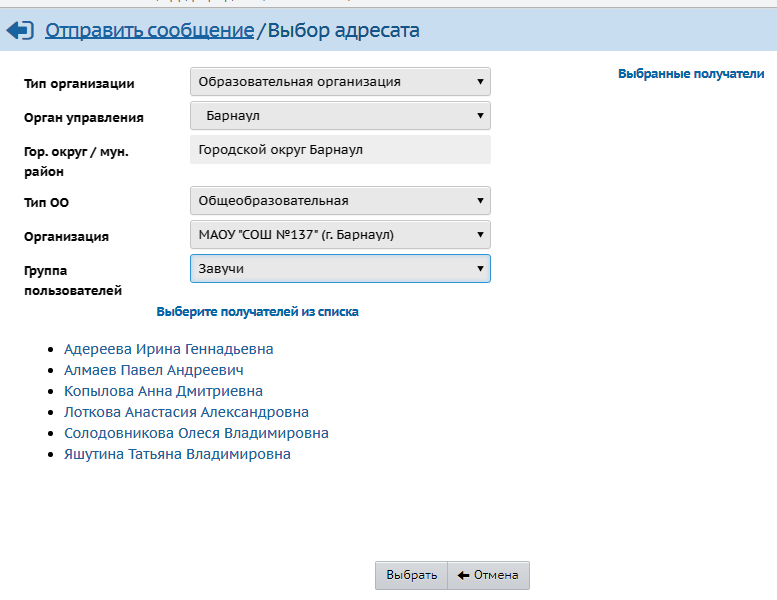 Отправить сообщение/Выбор адресата
Выбранные получатели
Тип организации Образовательная организация
Орган управления Барнаул
Гор. округ / мун. Городской округ Барнаул
район
Тип ОО Общеобразовательная
Организация МАОУ "СОШ №137" (г. Барнаул)
Группа Завучи
пользователей
Выберите получателей из списка
Адереева Ирина Геннадьевна
Алмаев Павел Андреевич
Копылова Анна Дмитриевна
Лоткова Анастасия Александровна
Солодовникова Олеся Владимировна
Яшутина Татьяна Владимировна
Выбрать Отмена